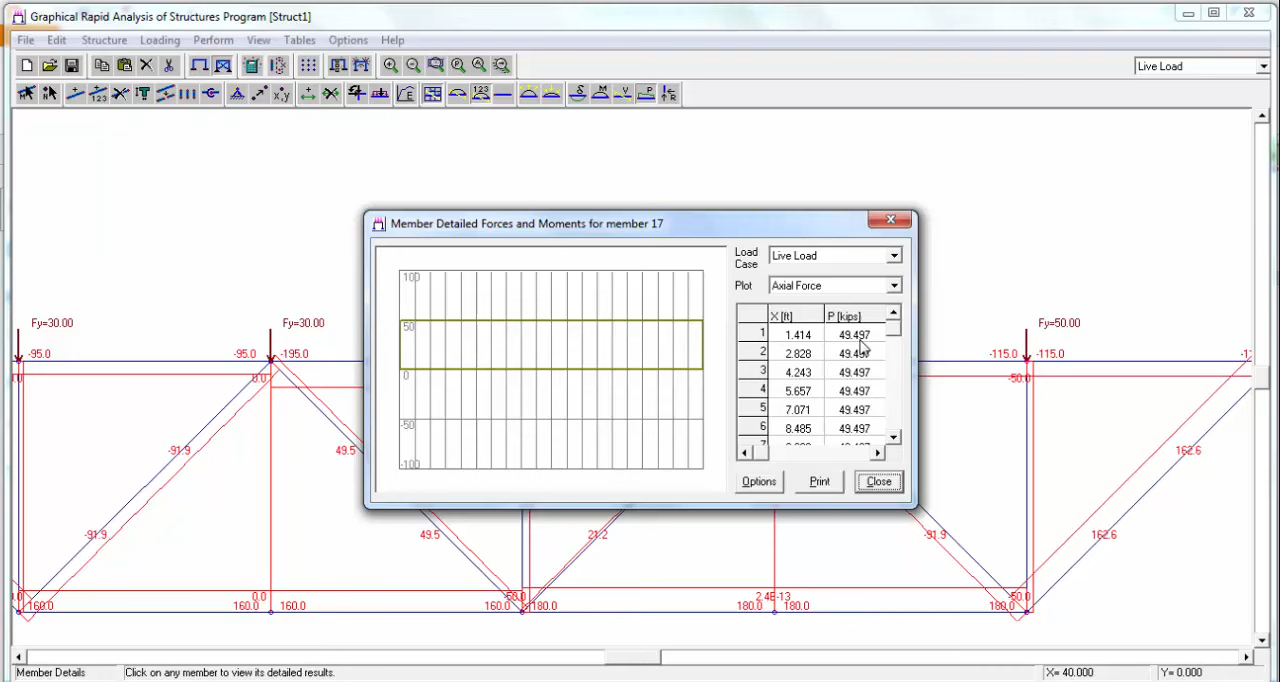 Graphical Rapid Analysis of Structures Program [Struct1]
File Edit Structure Loading Perform View Tables Options Help
Live Load
Member Detailed Forces and Moments for member 17
100
50
0
-50
-100
Load Case Live Load
Plot Axial Force
X [ft] P [kips]
1 1.414 49.497
2 2.828
3 4.243 49.497
4 5.657 49.497
5 7.071 49.497
6 8.485 49.497
Options Print Close
Fy=30.00 Fy=30.00 Fy=50.00
-95.0 -95.0 -195.0 -115.0 -115.0
0.0 -50.0
-91.9 49.5 162.6
-91.9 49.5 21.2 -91.9 162.6
0.0 50.0 2.4E-13 -50.0
160.0 160.0 160.0 160.0 180.0 180.0 180.0 180.0
Member Details Click on any member to view its detailed results. X= 40.000 Y= 0.000